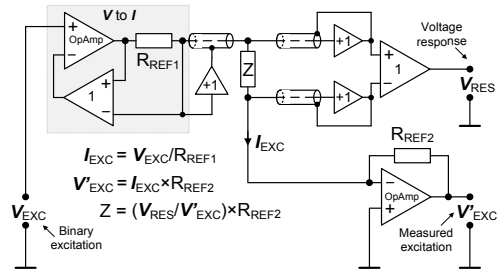 V to I
OpAmp
+
−
R_REF1
+1
+1
+1
1
+
−
1
+
−
Z
Voltage
response
V_RES
I_EXC
R_REF2
I_EXC = V_EXC/R_REF1
V'_EXC = I_EXC×R_REF2
Z = (V_RES/V'_EXC)×R_REF2
−
+
OpAmp
V_EXC
Binary
excitation
Measured
excitation
V'_EXC